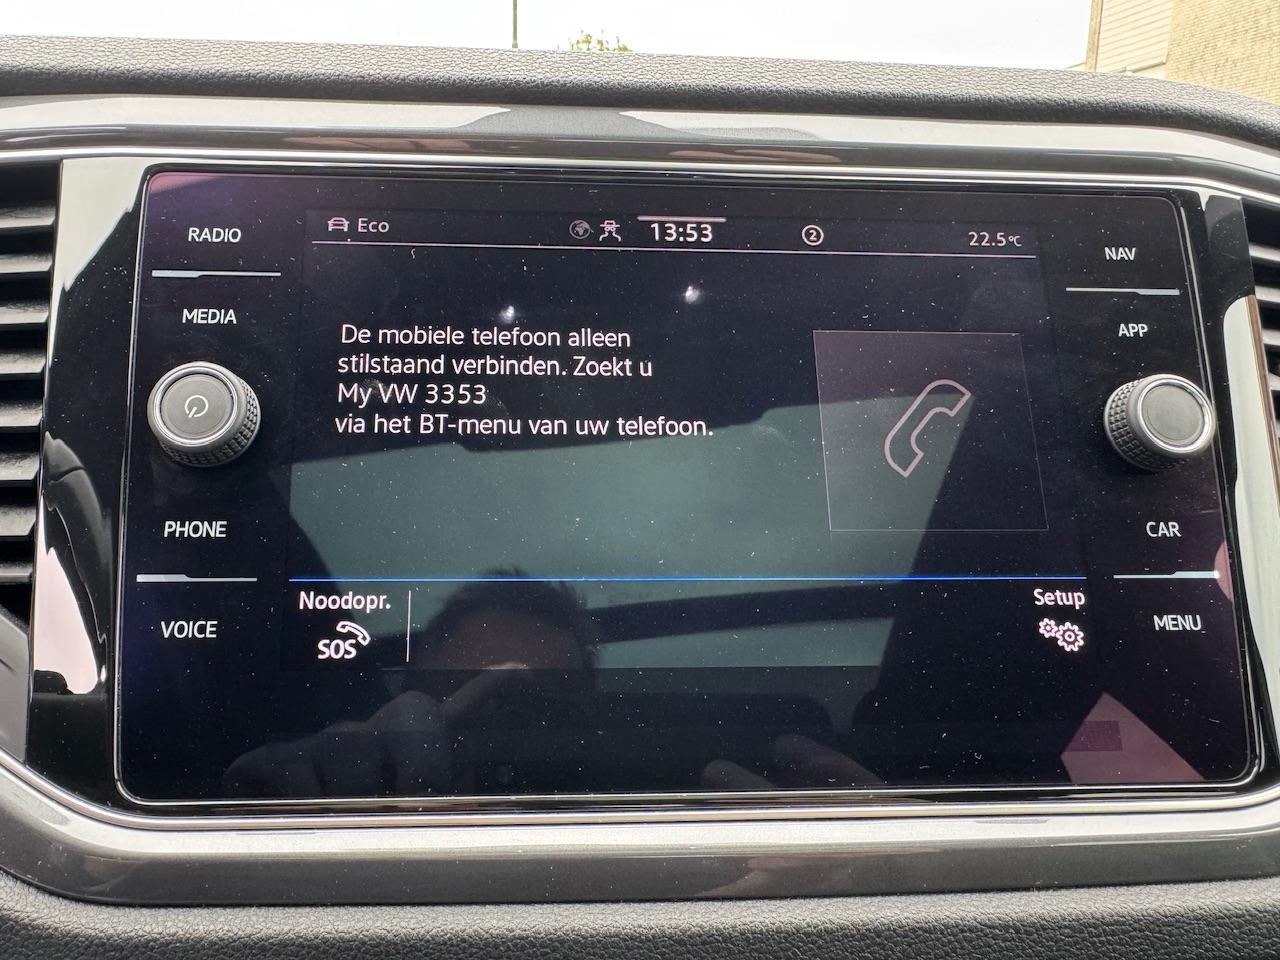 RADIO
MEDIA
PHONE
VOICE
Eco
13:53
2
22.5°C
De mobiele telefoon alleen
stilstaand verbinden. Zoekt u
My VW 3353
via het BT-menu van uw telefoon.
Noodopr.
SOS
Setup
NAV
APP
CAR
MENU